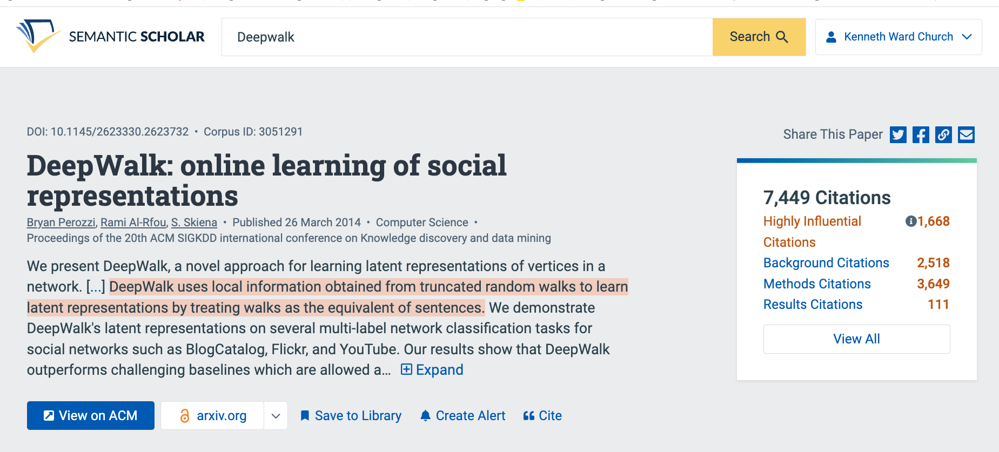 SEMANTIC SCHOLAR
Deepwalk
Search
Kenneth Ward Church
DOI: 10.1145/2623330.2623732 • Corpus ID: 3051291
Share This Paper
DeepWalk: online learning of social
representations
Bryan Perozzi, Rami Al-Rfou, S. Skiena • Published 26 March 2014 • Computer Science •
Proceedings of the 20th ACM SIGKDD international conference on Knowledge discovery and data mining
We present DeepWalk, a novel approach for learning latent representations of vertices in a
network. [...] DeepWalk uses local information obtained from truncated random walks to learn
latent representations by treating walks as the equivalent of sentences. We demonstrate
DeepWalk's latent representations on several multi-label network classification tasks for
social networks such as BlogCatalog, Flickr, and YouTube. Our results show that DeepWalk
outperforms challenging baselines which are allowed a… Expand
View on ACM
arxiv.org
Save to Library
Create Alert
Cite
7,449 Citations
Highly Influential 1,668
Citations
Background Citations 2,518
Methods Citations 3,649
Results Citations 111
View All